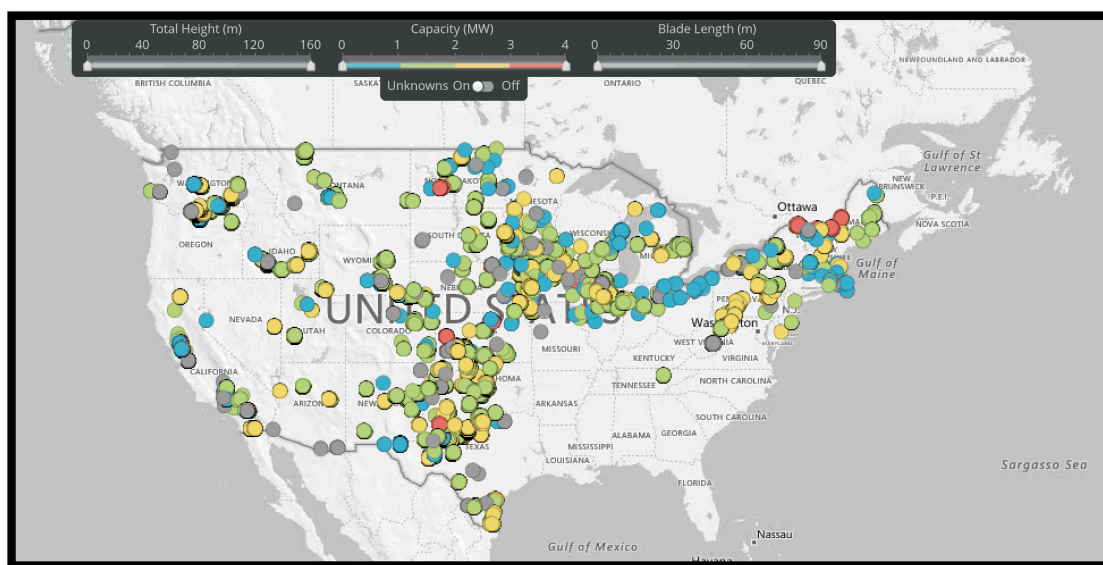 Total Height (m) Capacity (MW) Blade Length (m)
0 40 80 120 160 0 1 2 3 4 0 30 60 90
NEWFOUNDLAND AND LABRADOR
BRITISH COLUMBIA ONTARIO QUEBEC
Unknowns On Off
Gulf of St
Lawrence
NEW
BRUNSWICK
P.E.I.
Ottawa
NOVA SCOTIA
OREGON
IDAHO
Gulf of
Maine
UNITED STATES
NEVADA
UTAH
COLORADO
Washington
MISSOURI
WEST VIRGINIA
KENTUCKY
VIRGINIA
CALIFORNIA
TENNESSEE
NORTH CAROLINA
ARKANSAS
SOUTH CAROLINA
ALABAMA
GEORGIA
MISSISSIPPI
TEXAS
LOUISIANA
Sargasso Sea
FLORIDA
Nassau
Gulf of Mexico
Havana